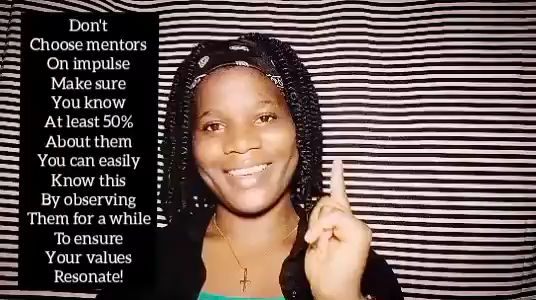 Don't
Choose mentors
On impulse
Make sure
You know
At least 50%
About them
You can easily
Know this
By observing
Them for a while
To ensure
Your values
Resonate!